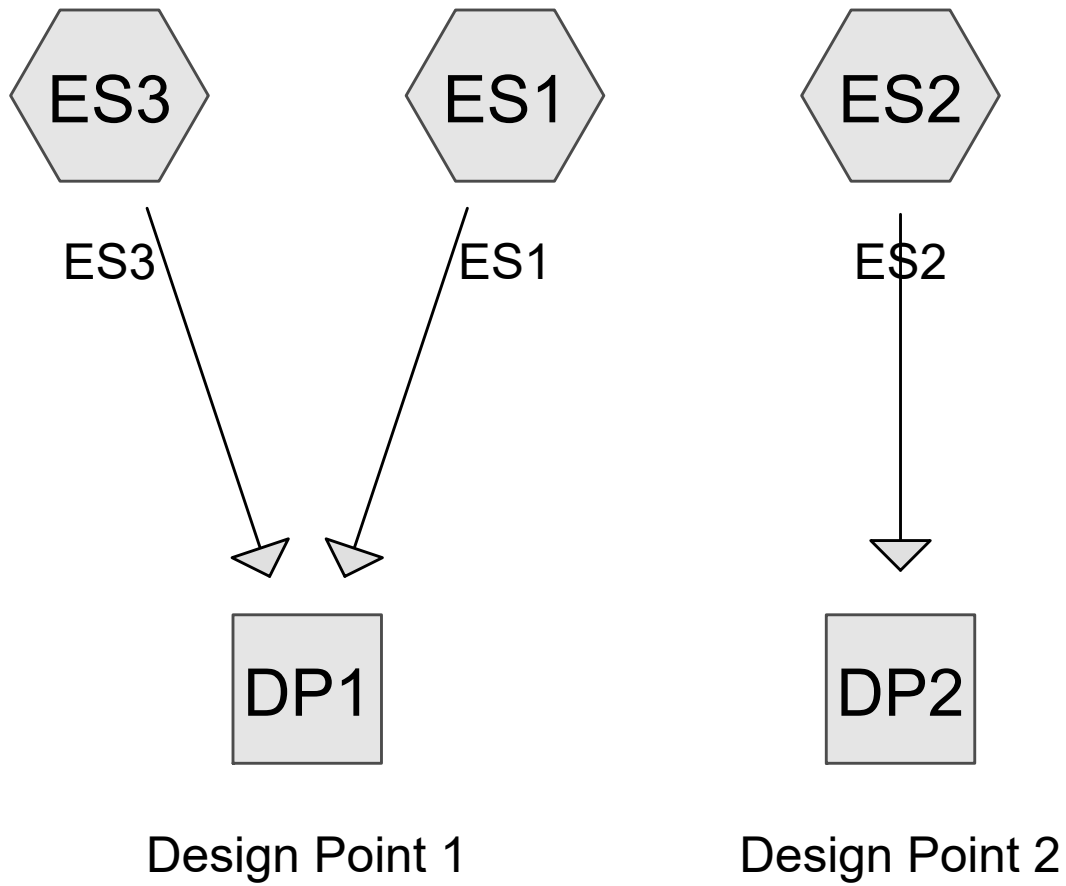 ES3
ES1
ES2
ES3
ES1
ES2
DP1
DP2
Design Point 1
Design Point 2